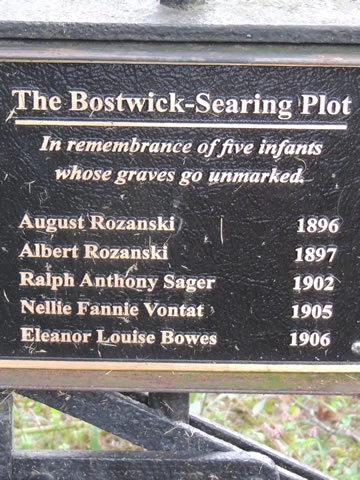 The Bostwick-Searing Plot
In remembrance of five infants
whose graves go unmarked.
August Rozanski 1896
Albert Rozanski 1897
Ralph Anthony Sager 1902
Nellie Fannie Vontat 1905
Eleanor Louise Bowes 1906